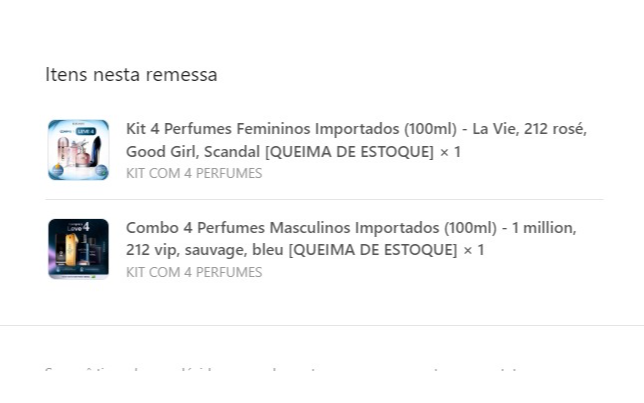 Itens nesta remessa
Kit 4 Perfumes Femininos Importados (100ml) - La Vie, 212 rosé,
Good Girl, Scandal [QUEIMA DE ESTOQUE] × 1
KIT COM 4 PERFUMES
Combo 4 Perfumes Masculinos Importados (100ml) - 1 million,
212 vip, sauvage, bleu [QUEIMA DE ESTOQUE] × 1
KIT COM 4 PERFUMES